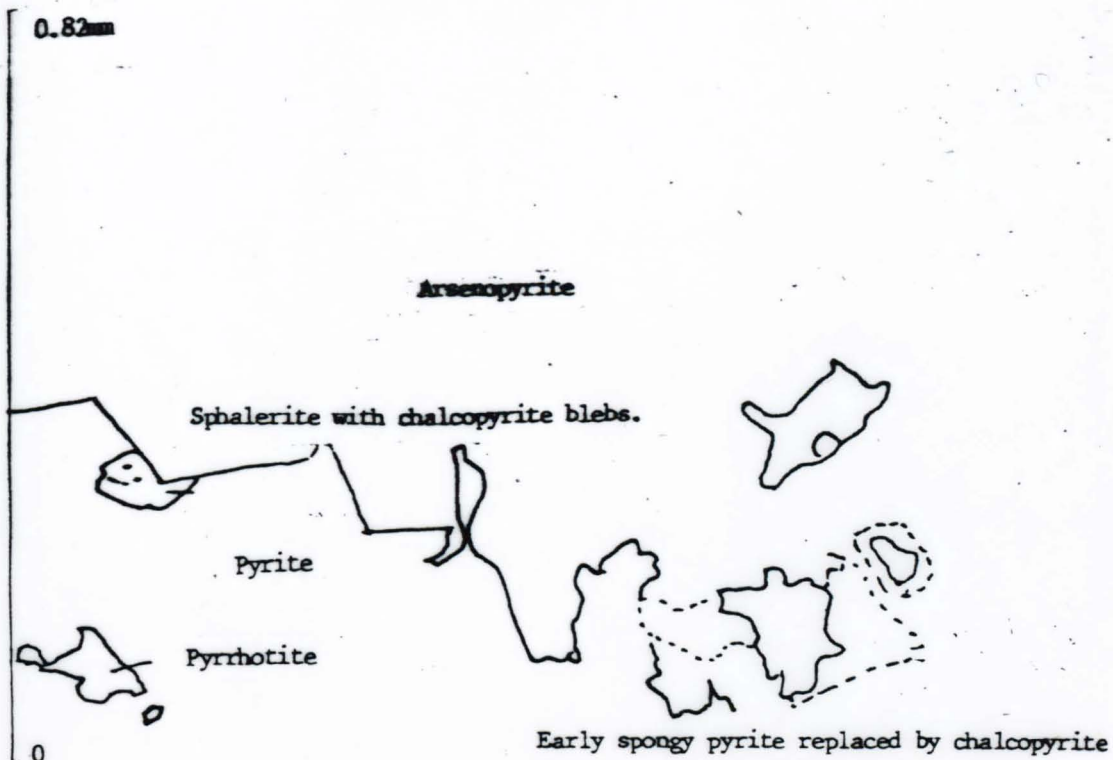 0.82mm
Arsenopyrite
Sphalerite with chalcopyrite blebs.
Pyrite
Pyrrhotite
Early spongy pyrite replaced by chalcopyrite
0